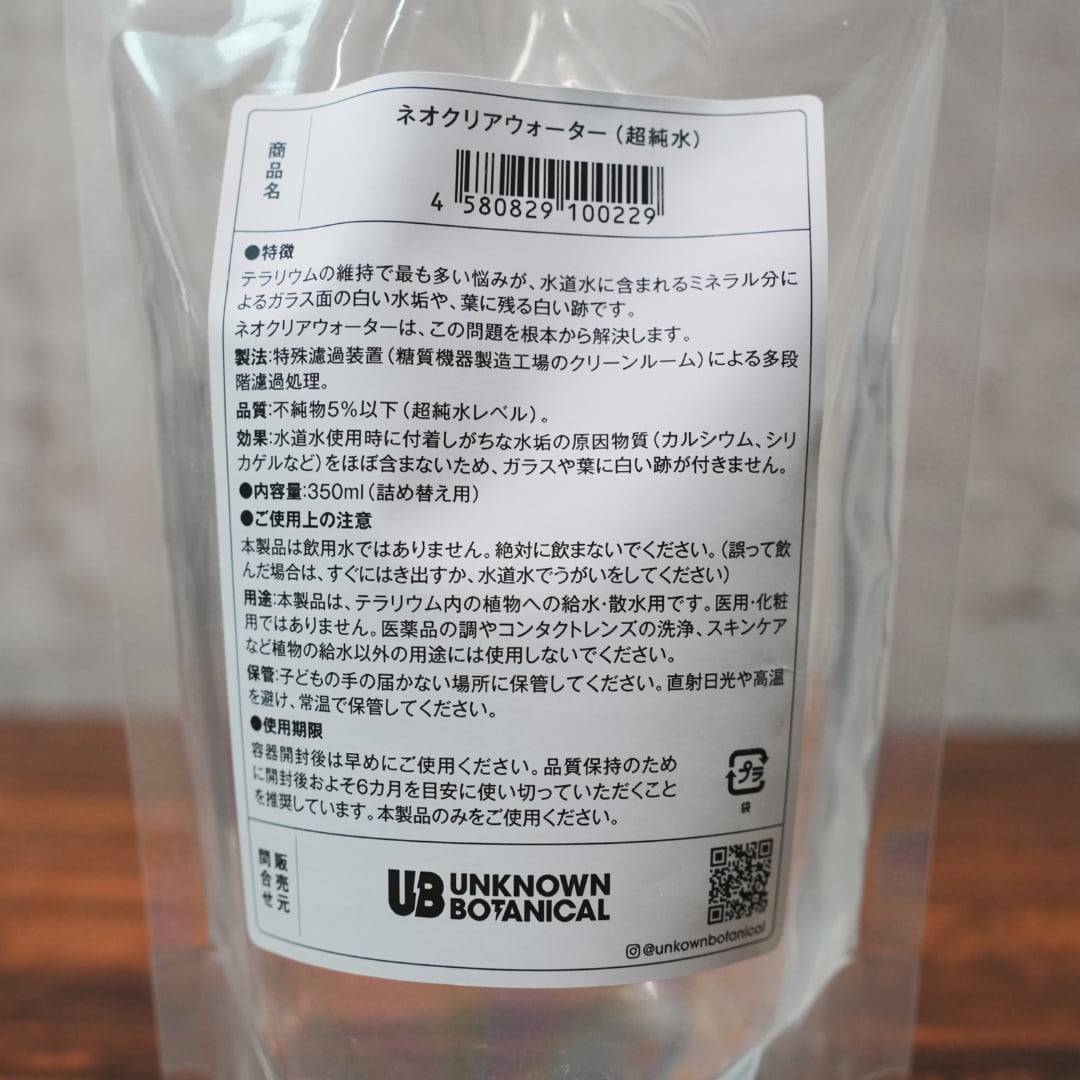 商品名
ネオクリアウォーター（超純水）
4 580829 100229
●特徴
テラリウムの維持で最も多い悩みが、水道水に含まれるミネラル分に
よるガラス面の白い水垢や、葉に残る白い跡です。
ネオクリアウォーターは、この問題を根本から解決します。
製法:特殊濾過装置（糖質機器製造工場のクリーンルーム）による多段
階濾過処理。
品質:不純物5%以下（超純水レベル）。
効果:水道水使用時に付着しがちな水垢の原因物質（カルシウム、シリ
カゲルなど）をほぼ含まないため、ガラスや葉に白い跡が付きません。
●内容量:350ml（詰め替え用）
●ご使用上の注意
本製品は飲用水ではありません。絶対に飲まないでください。（誤って飲
んだ場合は、すぐにはき出すか、水道水でうがいをしてください）
用途:本製品は、テラリウム内の植物への給水・散水用です。医用・化粧
用ではありません。医薬品の調やコンタクトレンズの洗浄、スキンケア
など植物の給水以外の用途には使用しないでください。
保管:子どもの手の届かない場所に保管してください。直射日光や高温
を避け、常温で保管してください。
●使用期限
容器開封後は早めにご使用ください。品質保持のため
に開封後およそ6カ月を目安に使い切っていただくこと
を推奨しています。本製品のみをご使用ください。
プラ
袋
販売元
問合せ
UB UNKNOWN
BOTANICAL
@unkownbotanical